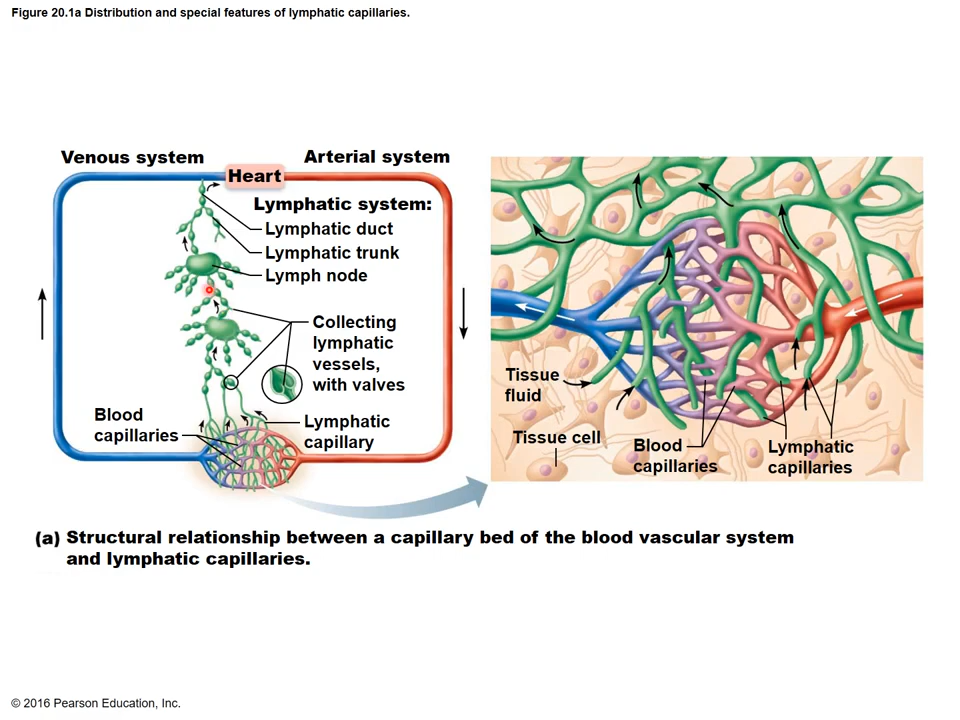 Figure 20.1a Distribution and special features of lymphatic capillaries.
Venous system
Arterial system
Heart
Lymphatic system:
Lymphatic duct
Lymphatic trunk
Lymph node
Collecting
lymphatic
vessels,
with valves
Blood
capillaries
Lymphatic
capillary
Tissue
fluid
Tissue cell
Blood
capillaries
Lymphatic
capillaries
(a) Structural relationship between a capillary bed of the blood vascular system
and lymphatic capillaries.
© 2016 Pearson Education, Inc.